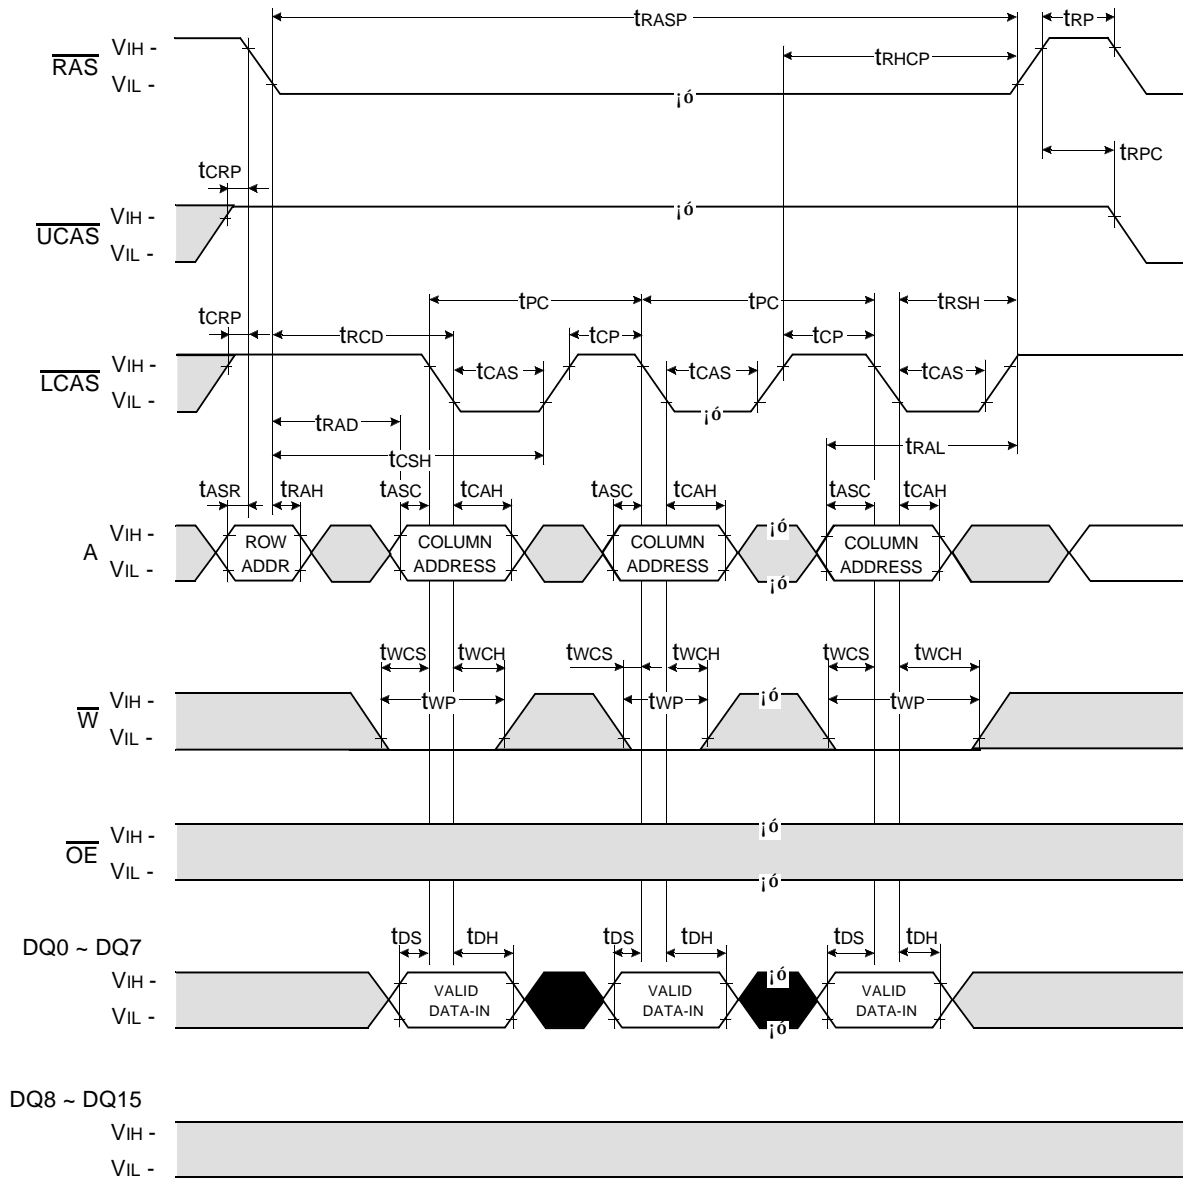 tRASP
tRP
RAS
VIH -
VIL -
tRHCP
¡ó
tCRP
tRPC
UCAS
VIH -
VIL -
¡ó
tPC
tPC
tRSH
tCRP
tRCD
tCP
tCP
LCAS
VIH -
VIL -
tCAS
tCAS
tCAS
¡ó
tRAD
tCSH
tRAL
tASR
tRAH
tASC
tCAH
tASC
tCAH
tASC
tCAH
A
VIH -
VIL -
ROW
ADDR
COLUMN
ADDRESS
COLUMN
ADDRESS
¡ó
¡ó
COLUMN
ADDRESS
tWCS
tWCH
tWCS
tWCH
tWCS
tWCH
W
VIH -
VIL -
tWP
tWP
¡ó
tWP
OE
VIH -
VIL -
¡ó
¡ó
DQ0 ~ DQ7
tDS
tDH
tDS
tDH
tDS
tDH
VIH -
VIL -
VALID
DATA-IN
VALID
DATA-IN
¡ó
¡ó
VALID
DATA-IN
DQ8 ~ DQ15
VIH -
VIL -